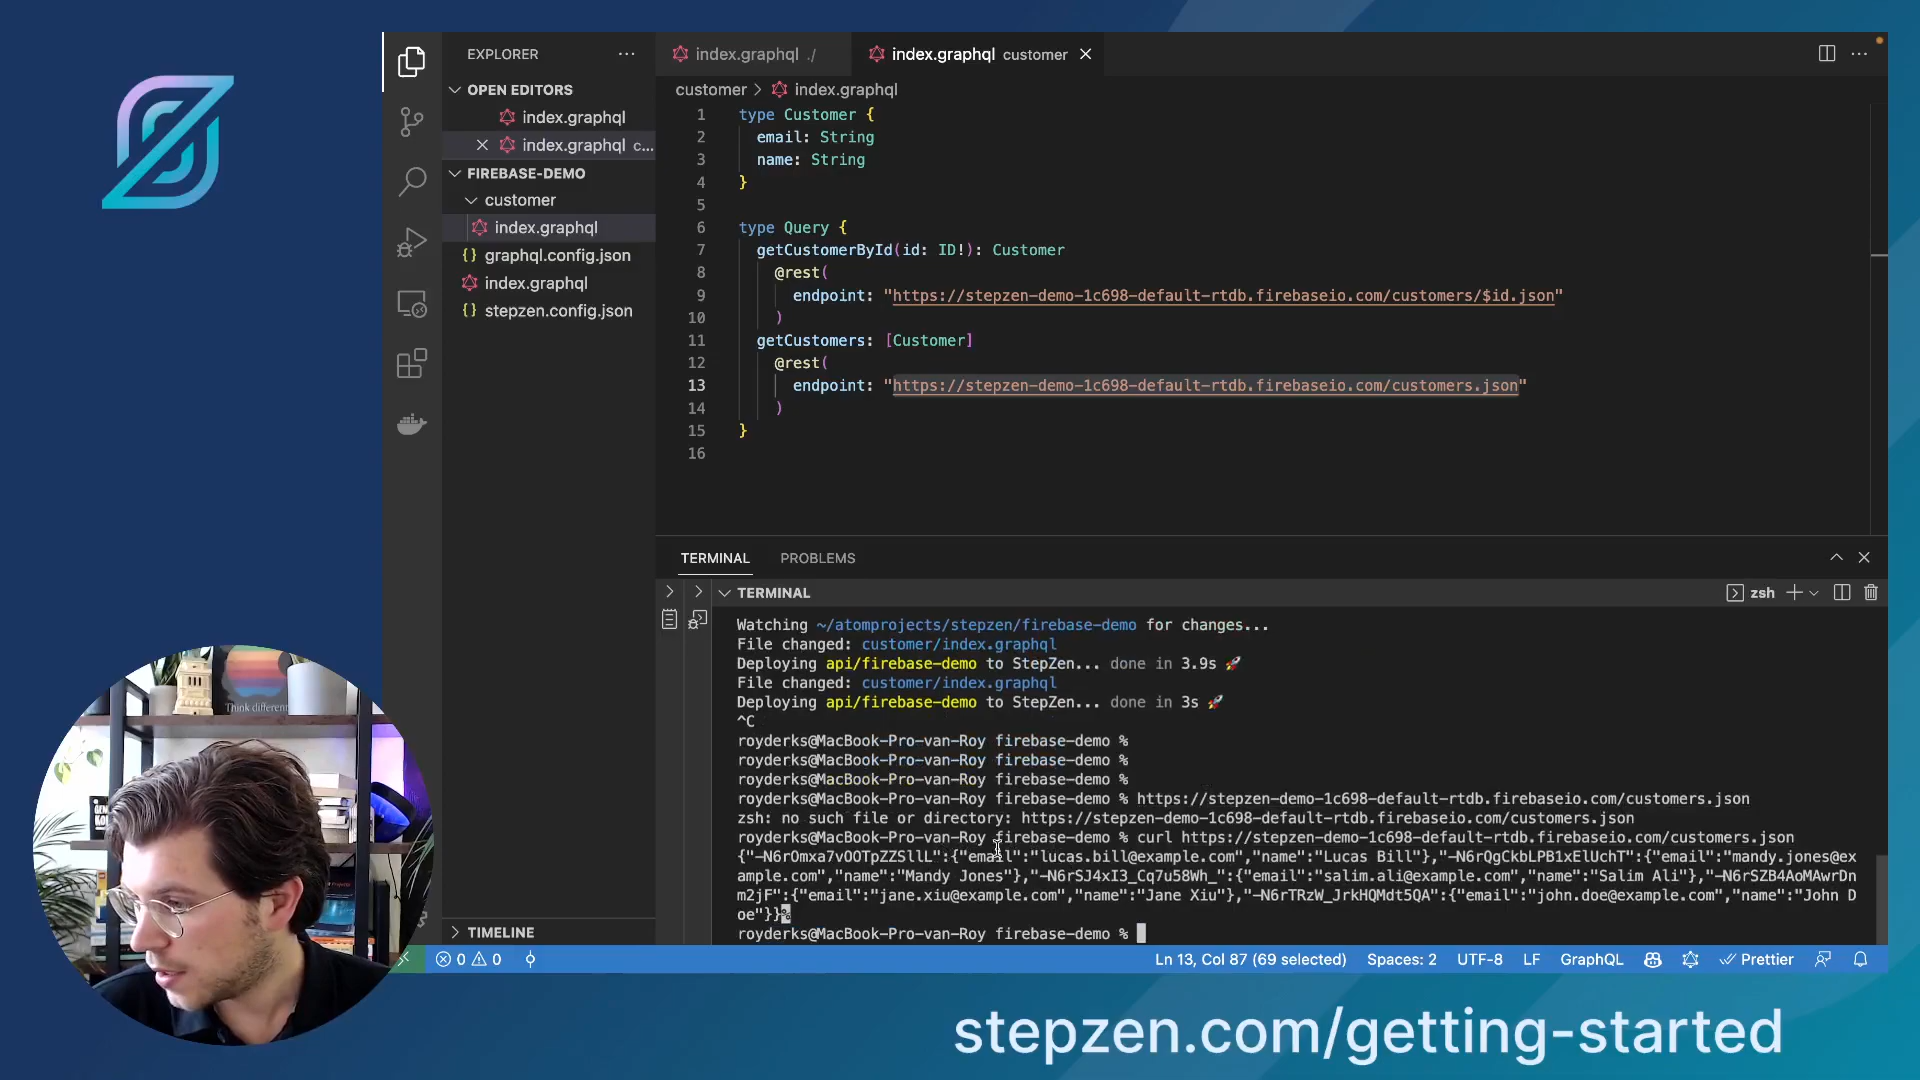 EXPLORER
OPEN EDITORS
index.graphql
index.graphql c...
FIREBASE-DEMO
customer
index.graphql
{} graphql.config.json
index.graphql
{} stepzen.config.json
TIMELINE
index.graphql ./
index.graphql customer
customer > index.graphql
1 type Customer {
2 email: String
3 name: String
4 }
5
6 type Query {
7 getCustomerById(id: ID!): Customer
8 @rest(
9 endpoint: "https://stepzen-demo-1c698-default-rtdb.firebaseio.com/customers/$id.json"
10 )
11 getCustomers: [Customer]
12 @rest(
13 endpoint: "https://stepzen-demo-1c698-default-rtdb.firebaseio.com/customers.json"
14 )
15 }
16
TERMINAL PROBLEMS
TERMINAL
zsh
Watching ~/atomprojects/stepzen/firebase-demo for changes...
File changed: customer/index.graphql
Deploying api/firebase-demo to StepZen... done in 3.9s 🚀
File changed: customer/index.graphql
Deploying api/firebase-demo to StepZen... done in 3s 🚀
^C
royderks@MacBook-Pro-van-Roy firebase-demo %
royderks@MacBook-Pro-van-Roy firebase-demo %
royderks@MacBook-Pro-van-Roy firebase-demo %
royderks@MacBook-Pro-van-Roy firebase-demo % https://stepzen-demo-1c698-default-rtdb.firebaseio.com/customers.json
zsh: no such file or directory: https://stepzen-demo-1c698-default-rtdb.firebaseio.com/customers.json
royderks@MacBook-Pro-van-Roy firebase-demo % curl https://stepzen-demo-1c698-default-rtdb.firebaseio.com/customers.json
{"-N6rOmxa7vOOTpZZSllL":{"email":"lucas.bill@example.com","name":"Lucas Bill"},"-N6rQgCkbLPB1xElUchT":{"email":"mandy.jones@ex
ample.com","name":"Mandy Jones"},"-N6rSJ4xI3_Cq7u58Wh_":{"email":"salim.ali@example.com","name":"Salim Ali"},"-N6rSZB4AoMAwrDn
m2jF":{"email":"jane.xiu@example.com","name":"Jane Xiu"},"-N6rTRzW_JrkHQMdt5QA":{"email":"john.doe@example.com","name":"John D
oe"}}%
royderks@MacBook-Pro-van-Roy firebase-demo %
0 0
Ln 13, Col 87 (69 selected) Spaces: 2 UTF-8 LF GraphQL Prettier
Think different
stepzen.com/getting-started